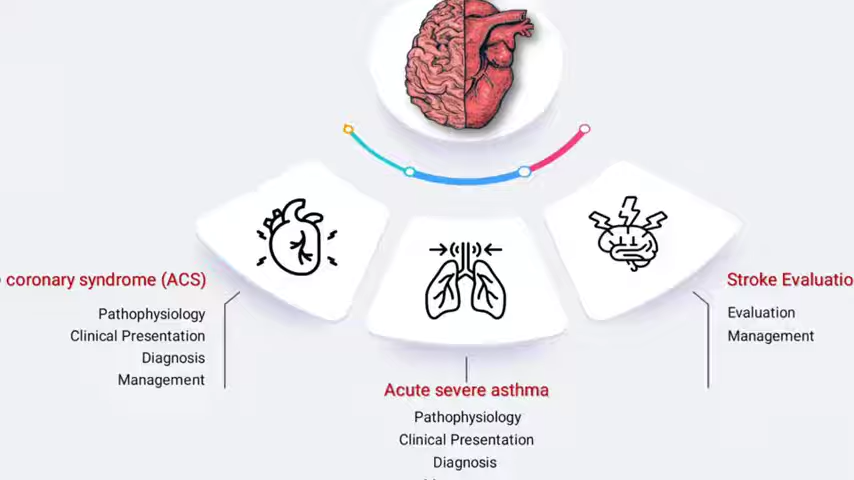 coronary syndrome (ACS)
Pathophysiology
Clinical Presentation
Diagnosis
Management
Acute severe asthma
Pathophysiology
Clinical Presentation
Diagnosis
Stroke Evaluatio
Evaluation
Management